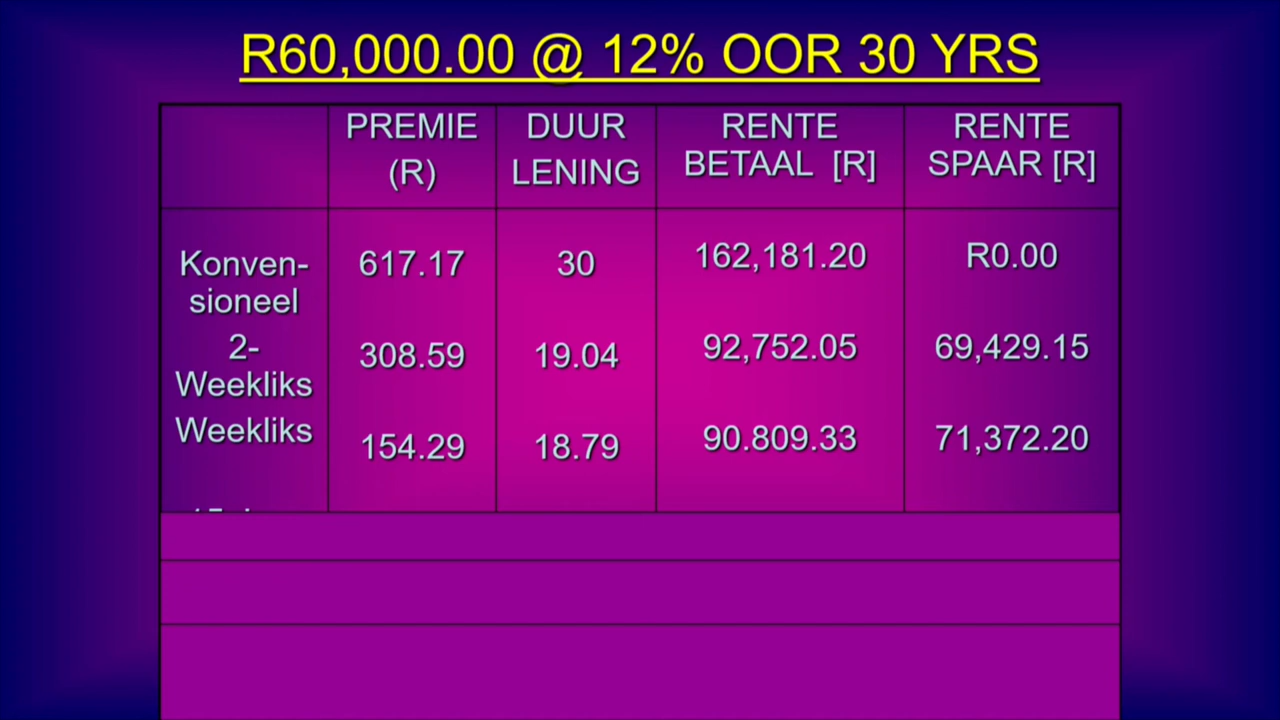 R60,000.00 @ 12% OOR 30 YRS
PREMIE
(R)
DUUR
LENING
RENTE
BETAAL [R]
RENTE
SPAAR [R]
Konven-
sioneel
617.17
30
162,181.20
R0.00
2-
Weekliks
308.59
19.04
92,752.05
69,429.15
Weekliks
154.29
18.79
90.809.33
71,372.20